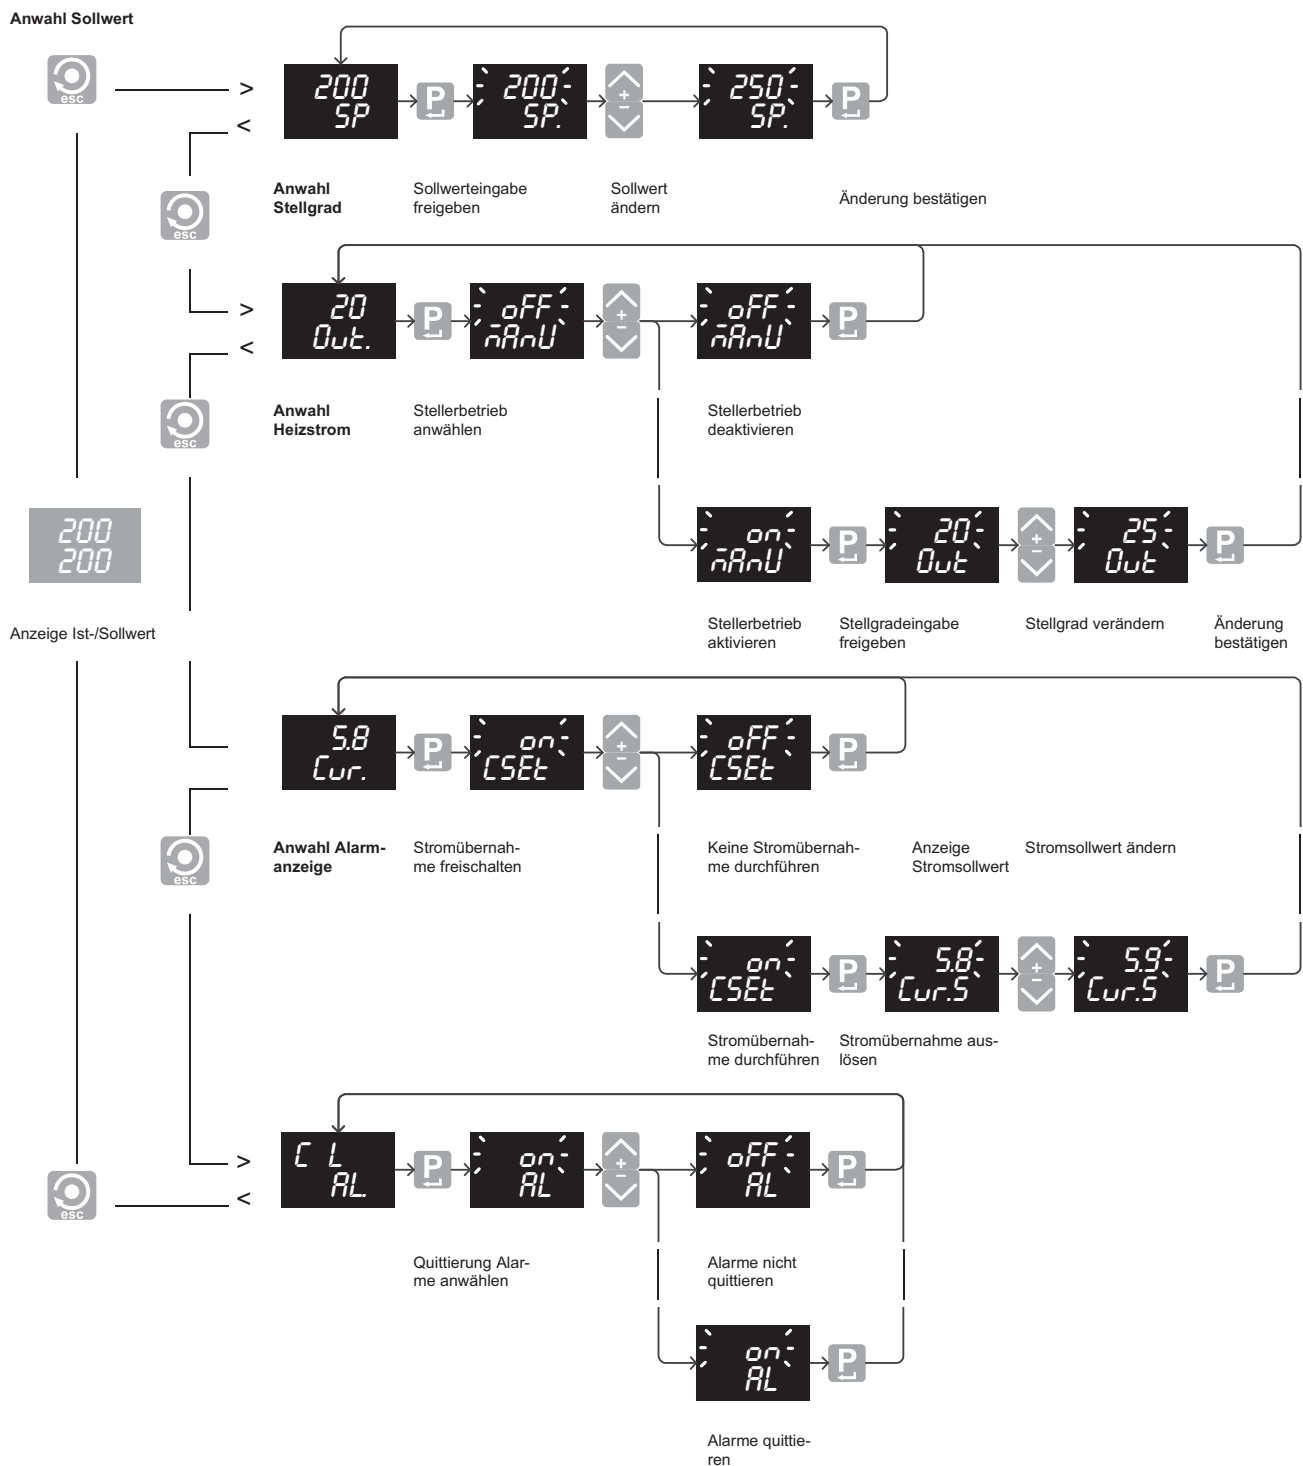 Anwahl Sollwert
esc
>
<
200
SP
P
200
SP.
+
−
250
SP.
P
Anwahl
Stellgrad
Sollwerteingabe
freigeben
Sollwert
ändern
Änderung bestätigen
esc
>
<
20
Out.
P
oFF
mAnU
+
−
oFF
mAnU
P
Anwahl
Heizstrom
Stellerbetrieb
anwählen
Stellerbetrieb
deaktivieren
esc
200
200
Anzeige Ist-/Sollwert
on
mAnU
P
20
Out
+
−
25
Out
P
Stellerbetrieb
aktivieren
Stellgradeingabe
freigeben
Stellgrad verändern
Änderung
bestätigen
5.8
Cur.
P
on
CSEt
+
−
oFF
CSEt
P
esc
Anwahl Alarm-
anzeige
Stromübernah-
me freischalten
Keine Stromübernah-
me durchführen
Anzeige
Stromsollwert
Stromsollwert ändern
on
CSEt
P
5.8
Cur.S
+
−
5.9
Cur.S
P
Stromübernah-
me durchführen
Stromübernahme aus-
lösen
esc
>
<
C L
AL.
P
on
AL
+
−
oFF
AL
P
Quittierung Alar-
me anwählen
Alarme nicht
quittieren
on
AL
P
Alarme quittie-
ren